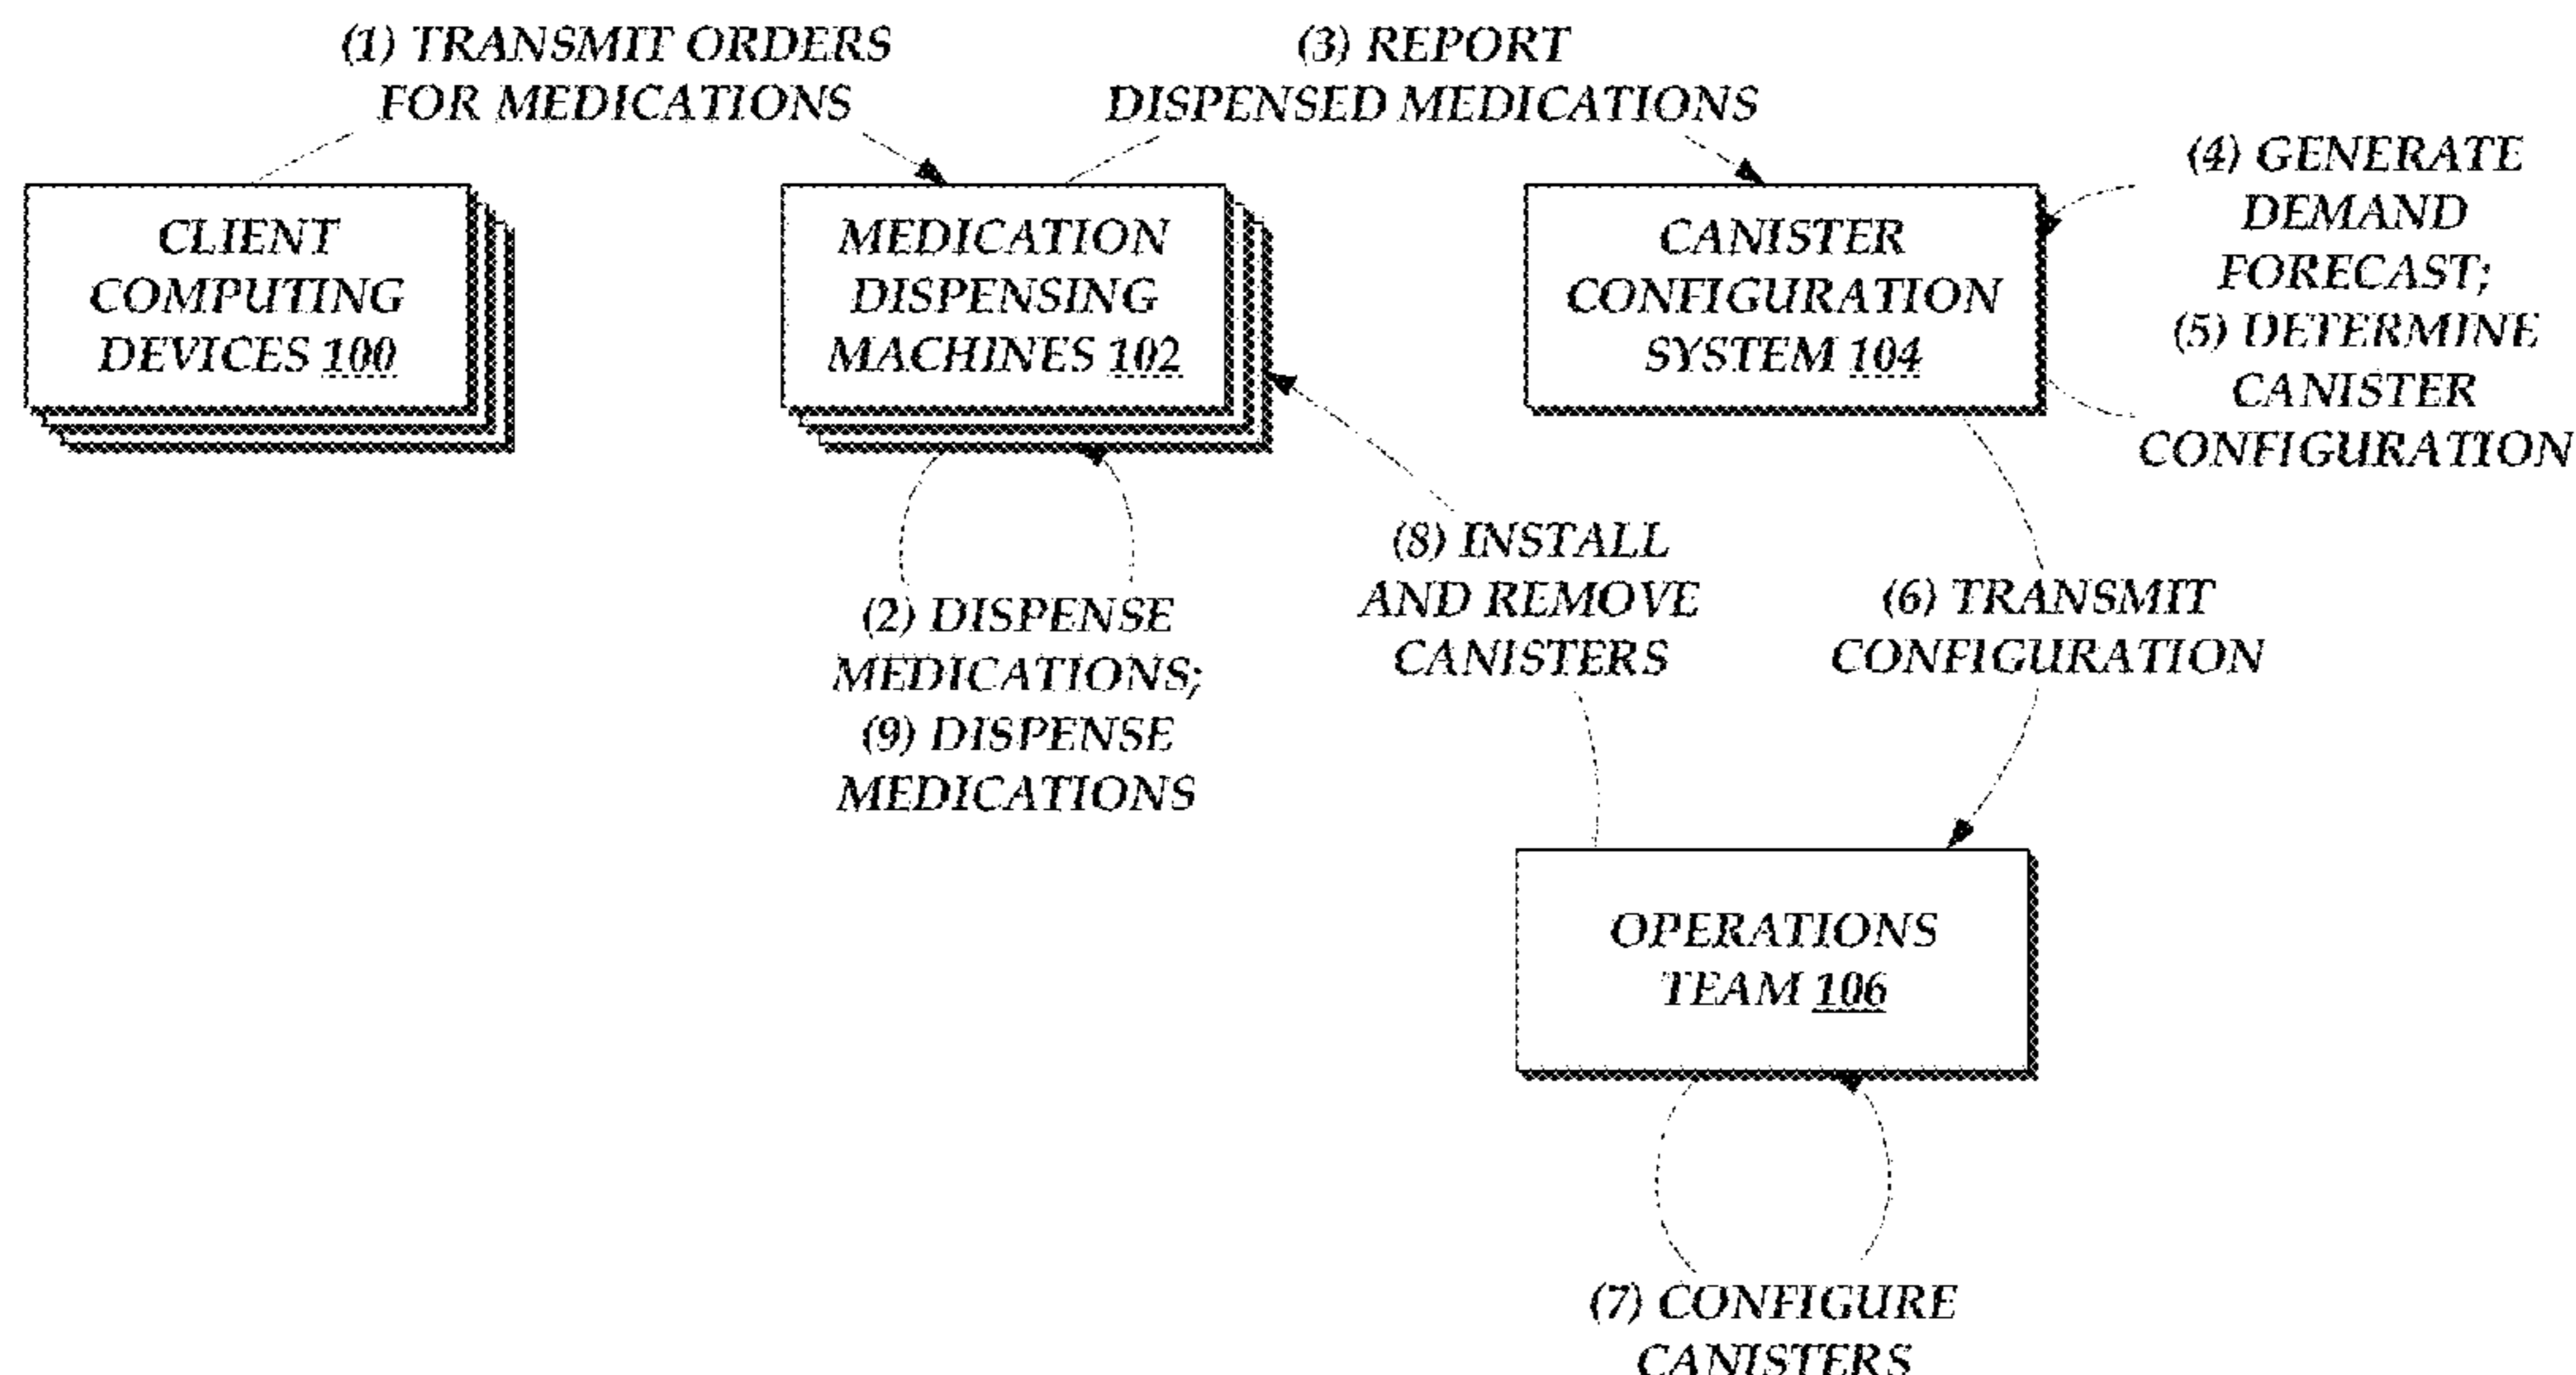 (1) TRANSMIT ORDERS
FOR MEDICATIONS
(3) REPORT
DISPENSED MEDICATIONS
CLIENT
COMPUTING
DEVICES 100
MEDICATION
DISPENSING
MACHINES 102
CANISTER
CONFIGURATION
SYSTEM 104
(4) GENERATE
DEMAND
FORECAST;
(5) DETERMINE
CANISTER
CONFIGURATION
(2) DISPENSE
MEDICATIONS;
(9) DISPENSE
MEDICATIONS
(8) INSTALL
AND REMOVE
CANISTERS
(6) TRANSMIT
CONFIGURATION
OPERATIONS
TEAM 106
(7) CONFIGURE
CANISTERS